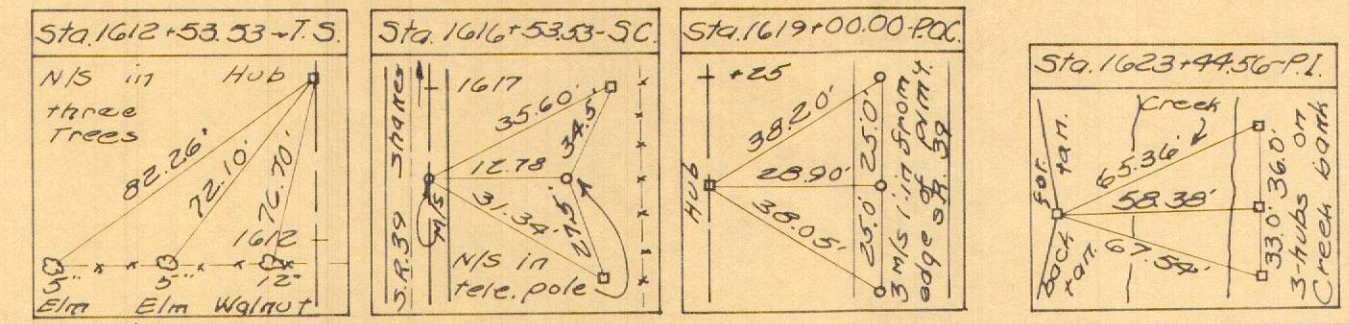 Sta. 1612+53.53-T.S.
N/S in Hub
three
Trees
82.26'
72.10'
76.70'
1612
5" 5" 12"
Elm Elm Walnut
Sta. 1616+53.53-S.C.
S.R.39
M/S
1617
35.60'
34.5
12.78
31.34'
27.5'
N/S in
tele. pole
Sta. 1619+00.00-P.O.C.
+25
Hub
38.20'
28.90'
38.05'
25.0' 25.0'
3 M/S 1' in from
edge of pvm't.
S.R. 39
Sta. 1623+44.56-P.I.
for. tan.
back tan.
Creek
65.36'
58.38'
67.54'
33.0' 36.0'
3-hubs on
Creek bank